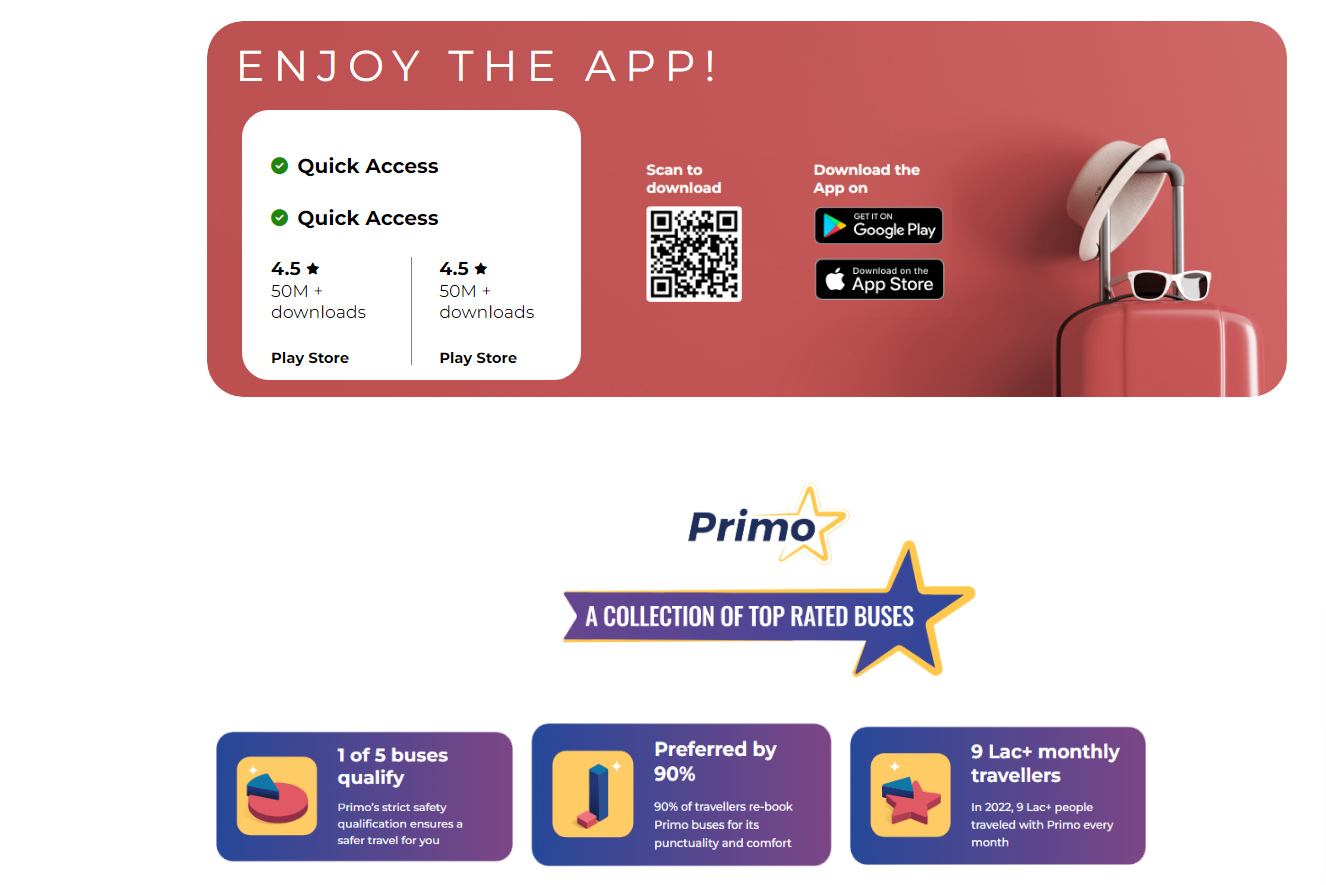 ENJOY THE APP!
Quick Access
Quick Access
4.5 ★
50M +
downloads
Play Store
4.5 ★
50M +
downloads
Play Store
Scan to
download
Download the
App on
GET IT ON
Google Play
Download on the
App Store
Primo
A COLLECTION OF TOP RATED BUSES
1 of 5 buses
qualify
Primo's strict safety
qualification ensures a
safer travel for you
Preferred by
90%
90% of travellers re-book
Primo buses for its
punctuality and comfort
9 Lac+ monthly
travellers
In 2022, 9 Lac+ people
traveled with Primo every
month